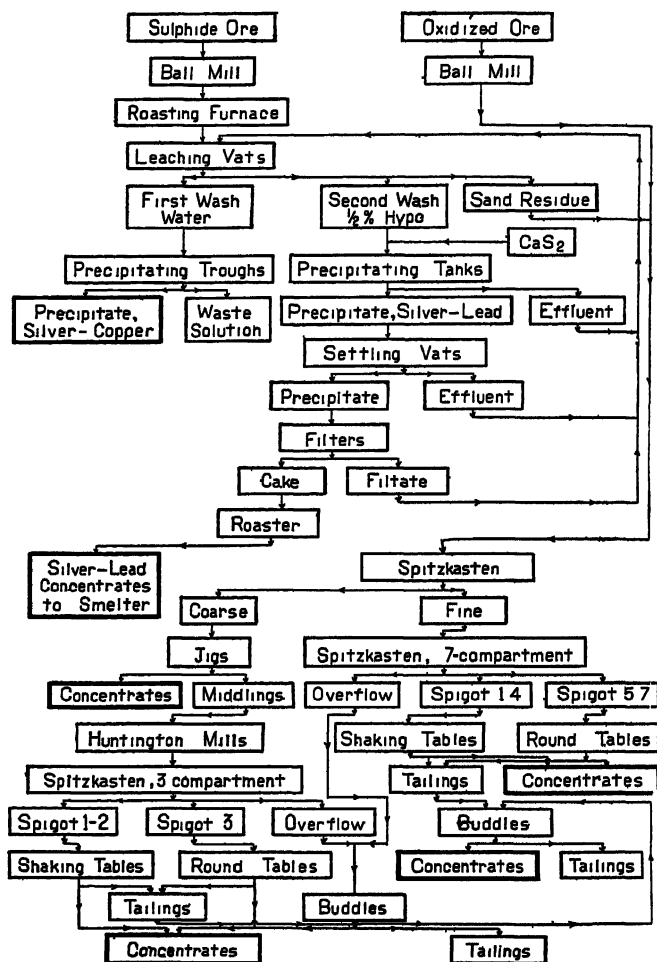 Sulphide Ore
Oxidized Ore
Ball Mill
Ball Mill
Roasting Furnace
Leaching Vats
First Wash
Water
Second Wash
½% Hypo
Sand Residue
CaS2
Precipitating Troughs
Precipitating Tanks
Precipitate,
Silver-Copper
Waste
Solution
Precipitate, Silver-Lead
Effluent
Settling Vats
Precipitate
Effluent
Filters
Cake
Filtate
Roaster
Silver-Lead
Concentrates
to Smelter
Spitzkasten
Coarse
Fine
Jigs
Spitzkasten, 7-compartment
Concentrates
Middlings
Overflow
Spigot 1 4
Spigot 5 7
Huntington Mills
Shaking Tables
Round Tables
Spitzkasten, 3 compartment
Tailings
Concentrates
Spigot 1-2
Spigot 3
Overflow
Buddles
Shaking Tables
Round Tables
Concentrates
Tailings
Tailings
Buddles
Concentrates
Tailings